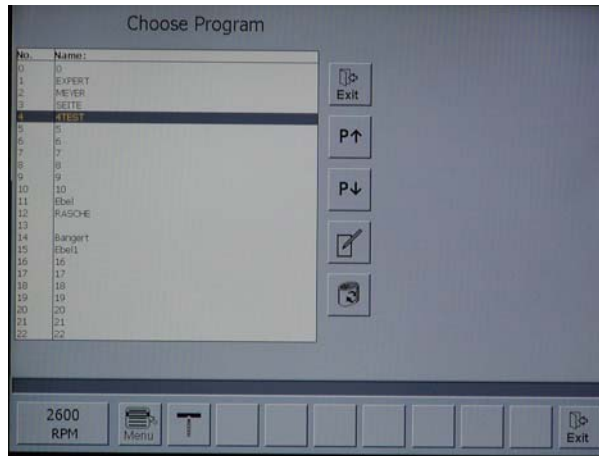 Choose Program
No. Name:
0 0
1 EXPERT
2 MEYER
3 SEITE
4 4TEST
5 5
6 6
7 7
8 8
9 9
10 10
11 Ebel
12 RASCHE
13
14 Bangert
15 Ebel1
16 16
17 17
18 18
19 19
20 20
21 21
22 22
Exit
P↑
P↓
2600
RPM
Menu
Exit